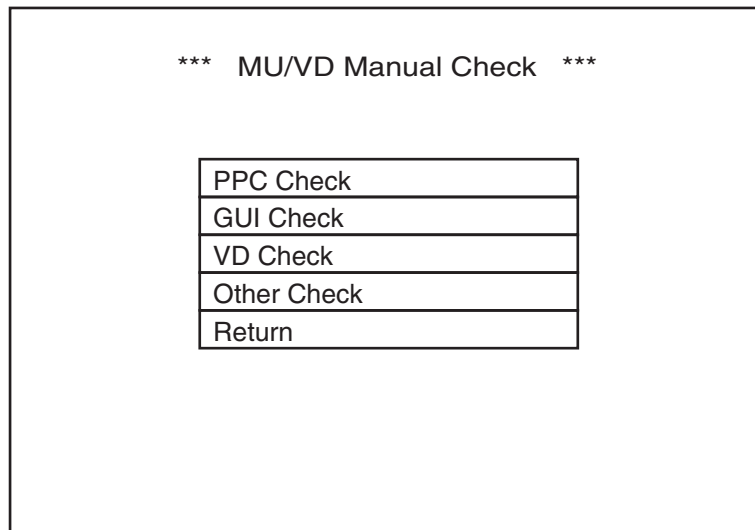 *** MU/VD Manual Check ***
PPC Check
GUI Check
VD Check
Other Check
Return